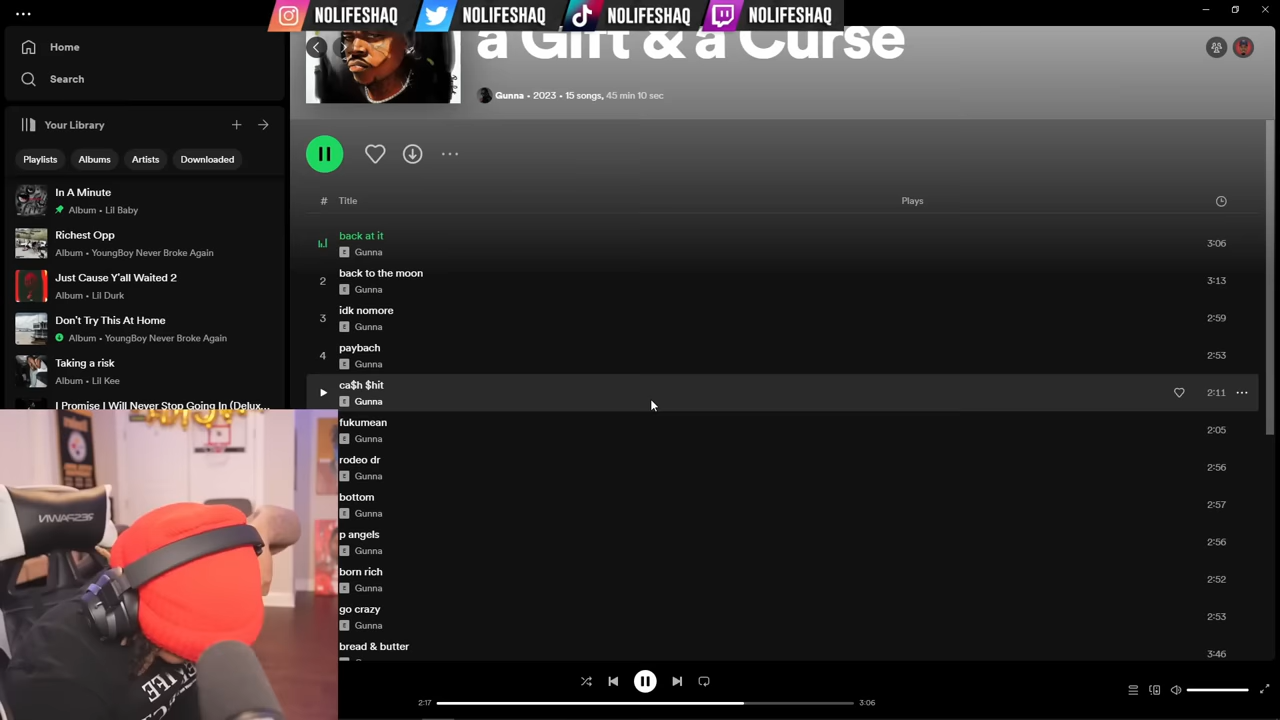 NOLIFESHAQ NOLIFESHAQ NOLIFESHAQ NOLIFESHAQ
Home
Search
Your Library
Playlists Albums Artists Downloaded
In A Minute
Album • Lil Baby
Richest Opp
Album • YoungBoy Never Broke Again
Just Cause Y'all Waited 2
Album • Lil Durk
Don't Try This At Home
Album • YoungBoy Never Broke Again
Taking a risk
Album • Lil Kee
I Promise I Will Never Stop Going In (Delux...
a Gift & a Curse
Gunna • 2023 • 15 songs, 45 min 10 sec
# Title Plays
back at it 3:06
E Gunna
2 back to the moon 3:13
E Gunna
3 idk nomore 2:59
E Gunna
4 paybach 2:53
E Gunna
ca$h $hit 2:11
E Gunna
fukumean 2:05
E Gunna
rodeo dr 2:56
E Gunna
bottom 2:57
E Gunna
p angels 2:56
E Gunna
born rich 2:52
E Gunna
go crazy 2:53
E Gunna
bread & butter 3:46
2:17 3:06